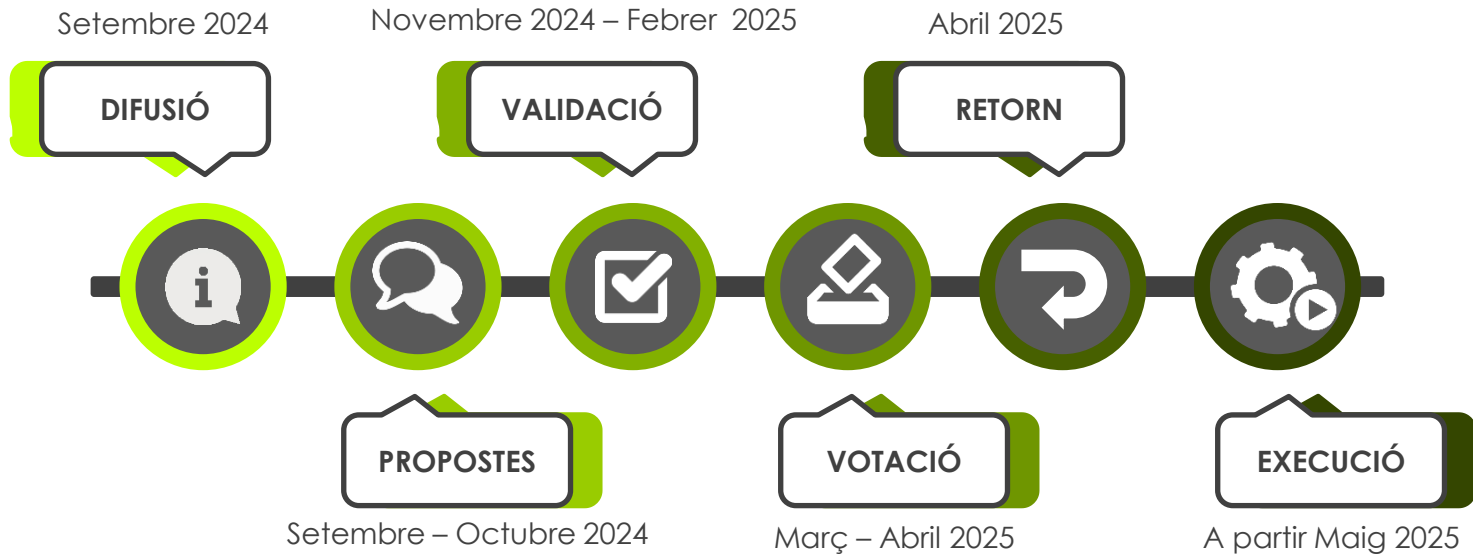 Setembre 2024
DIFUSIÓ
Setembre – Octubre 2024
PROPOSTES
Novembre 2024 – Febrer 2025
VALIDACIÓ
Març – Abril 2025
VOTACIÓ
Abril 2025
RETORN
A partir Maig 2025
EXECUCIÓ
i